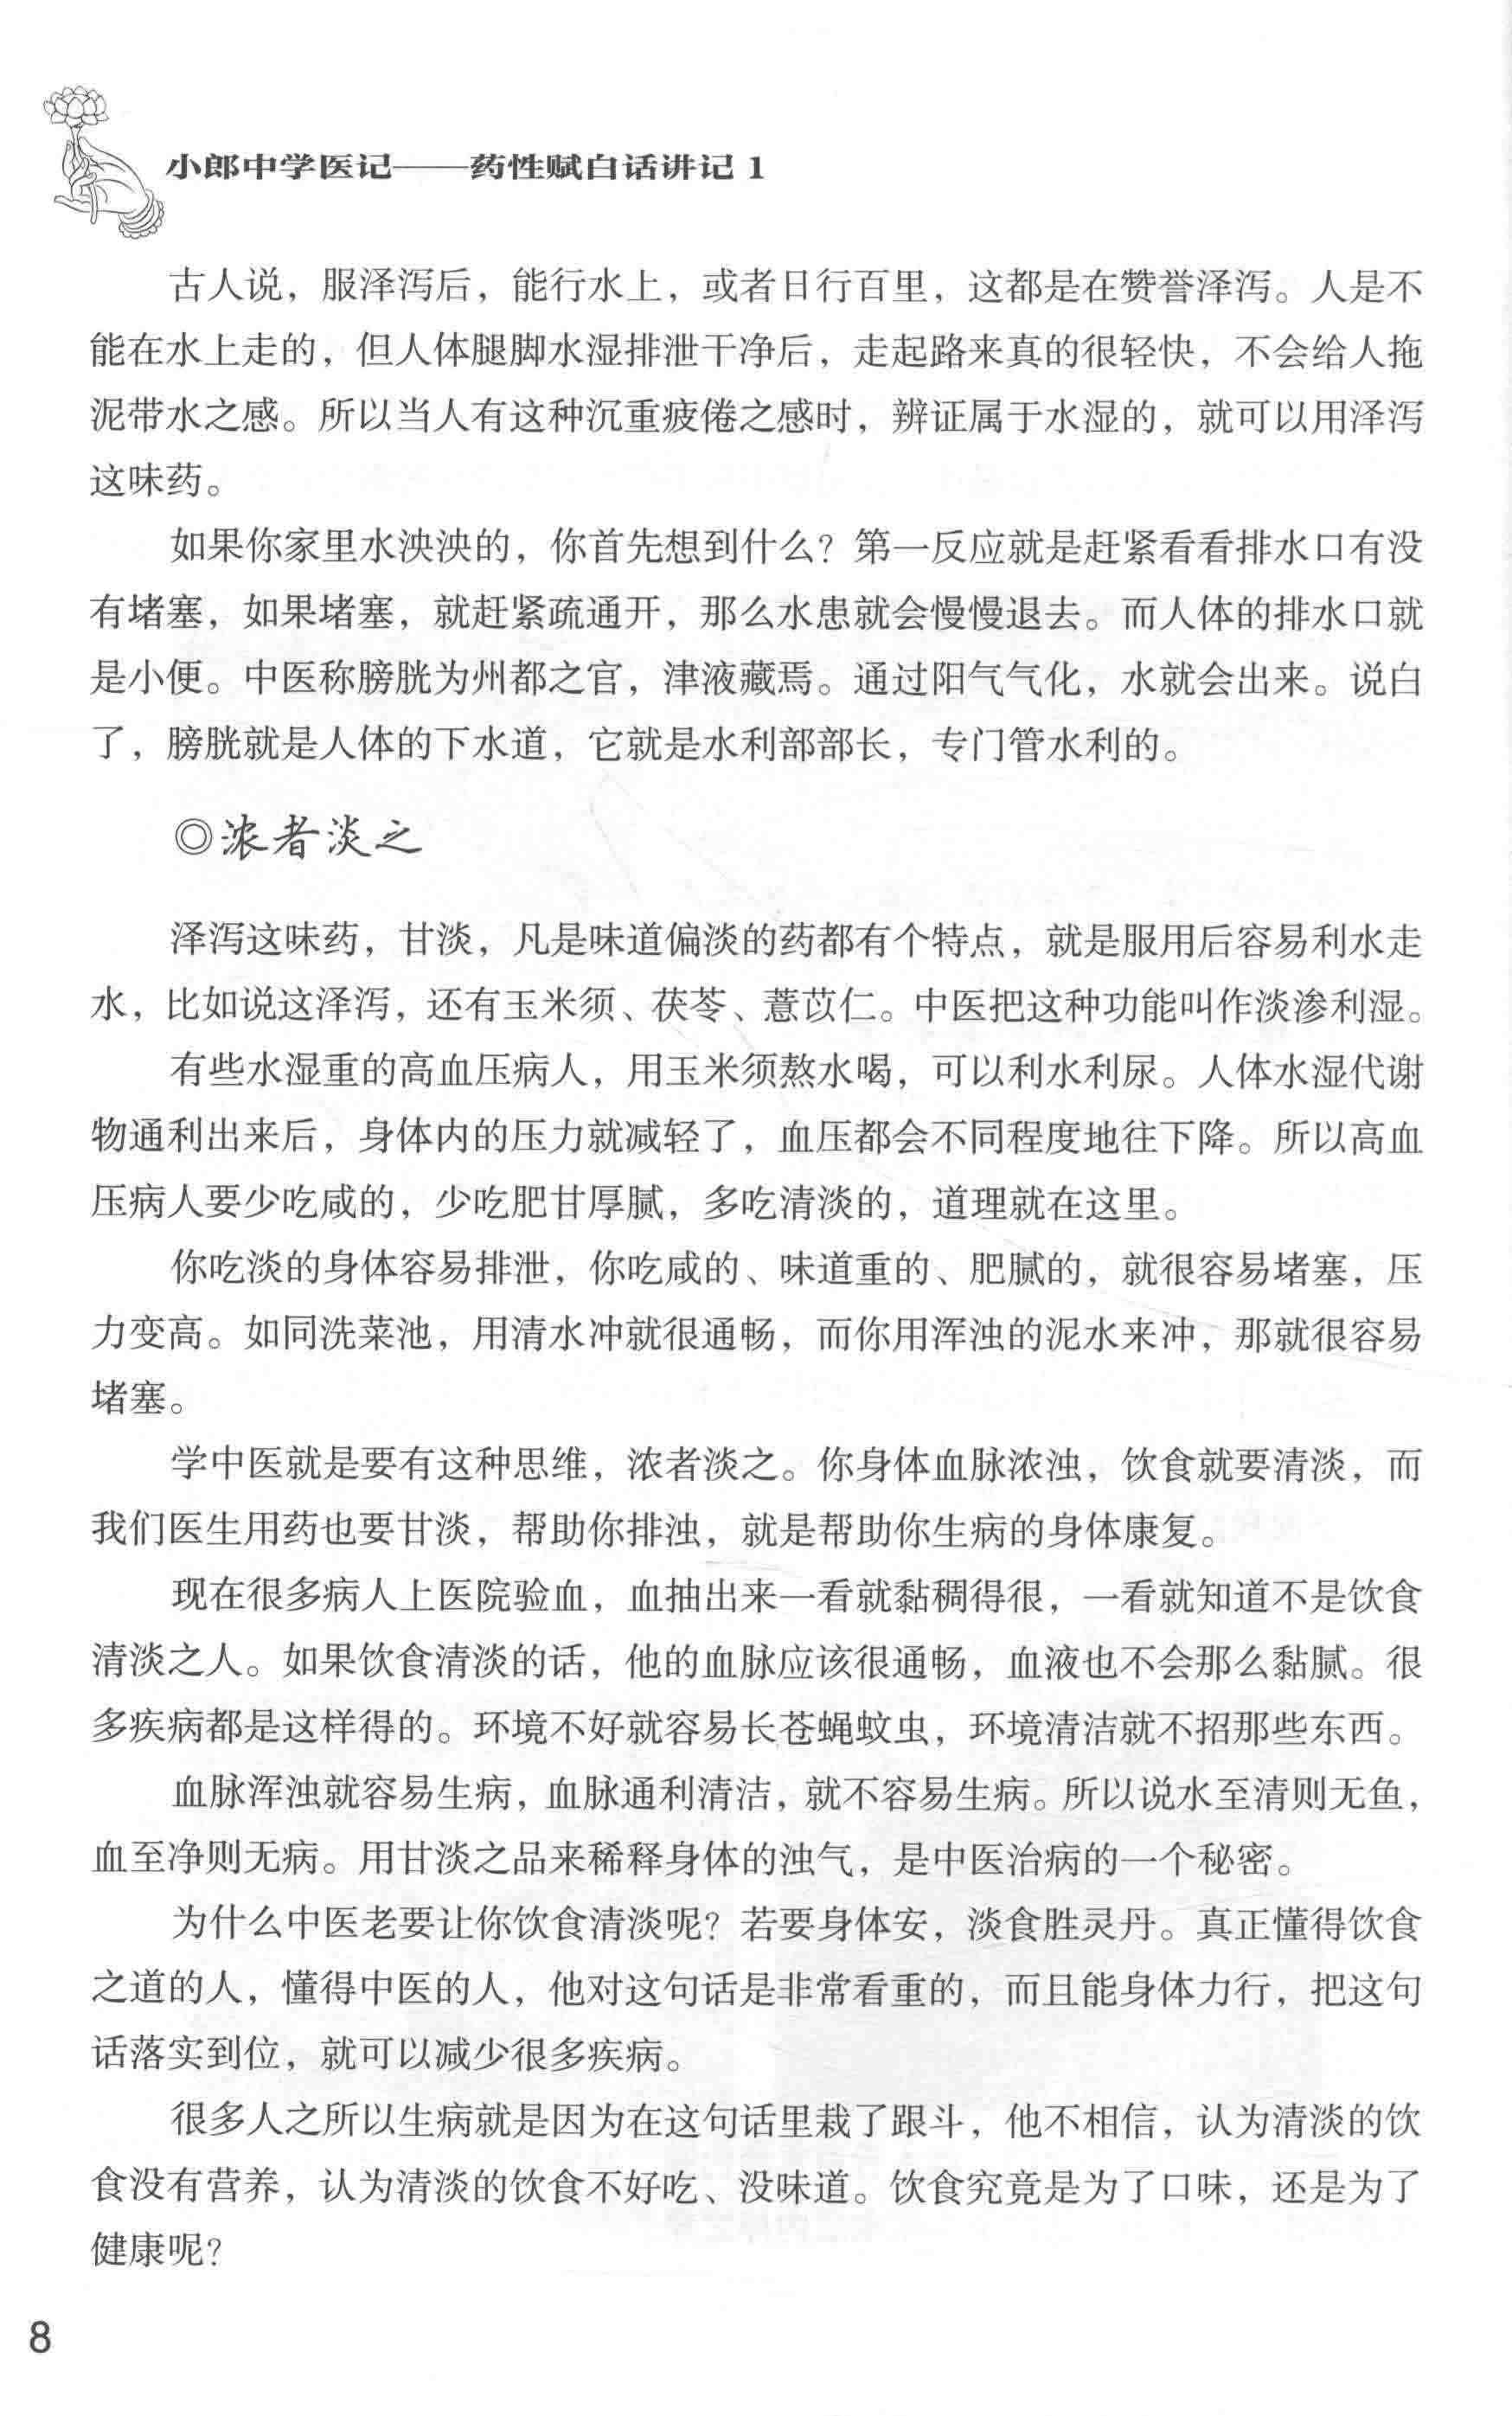 小郎中学医记——药性赋白话讲记 1
古人说，服泽泻后，能行水上，或者日行百里，这都是在赞誉泽泻。人是不
能在水上走的，但人体腿脚水湿排泄干净后，走起路来真的很轻快，不会给人拖
泥带水之感。所以当人有这种沉重疲倦之感时，辨证属于水湿的，就可以用泽泻
这味药。
如果你家里水泱泱的，你首先想到什么？第一反应就是赶紧看看排水口有没
有堵塞，如果堵塞，就赶紧疏通开，那么水患就会慢慢退去。而人体的排水口就
是小便。中医称膀胱为州都之官，津液藏焉。通过阳气气化，水就会出来。说白
了，膀胱就是人体的下水道，它就是水利部部长，专门管水利的。
◎浓者淡之
泽泻这味药，甘淡，凡是味道偏淡的药都有个特点，就是服用后容易利水走
水，比如说这泽泻，还有玉米须、茯苓、薏苡仁。中医把这种功能叫作淡渗利湿。
有些水湿重的高血压病人，用玉米须熬水喝，可以利水利尿。人体水湿代谢
物通利出来后，身体内的压力就减轻了，血压都会不同程度地往下降。所以高血
压病人要少吃咸的，少吃肥甘厚腻，多吃清淡的，道理就在这里。
你吃淡的身体容易排泄，你吃咸的、味道重的、肥腻的，就很容易堵塞，压
力变高。如同洗菜池，用清水冲就很通畅，而你用浑浊的泥水来冲，那就很容易
堵塞。
学中医就是要有这种思维，浓者淡之。你身体血脉浓浊，饮食就要清淡，而
我们医生用药也要甘淡，帮助你排浊，就是帮助你生病的身体康复。
现在很多病人上医院验血，血抽出来一看就黏稠得很，一看就知道不是饮食
清淡之人。如果饮食清淡的话，他的血脉应该很通畅，血液也不会那么黏腻。很
多疾病都是这样得的。环境不好就容易长苍蝇蚊虫，环境清洁就不招那些东西。
血脉浑浊就容易生病，血脉通利清洁，就不容易生病。所以说水至清则无鱼，
血至净则无病。用甘淡之品来稀释身体的浊气，是中医治病的一个秘密。
为什么中医老要让你饮食清淡呢？若要身体安，淡食胜灵丹。真正懂得饮食
之道的人，懂得中医的人，他对这句话是非常看重的，而且能身体力行，把这句
话落实到位，就可以减少很多疾病。
很多人之所以生病就是因为在这句话里栽了跟斗，他不相信，认为清淡的饮
食没有营养，认为清淡的饮食不好吃、没味道。饮食究竟是为了口味，还是为了
健康呢？
8